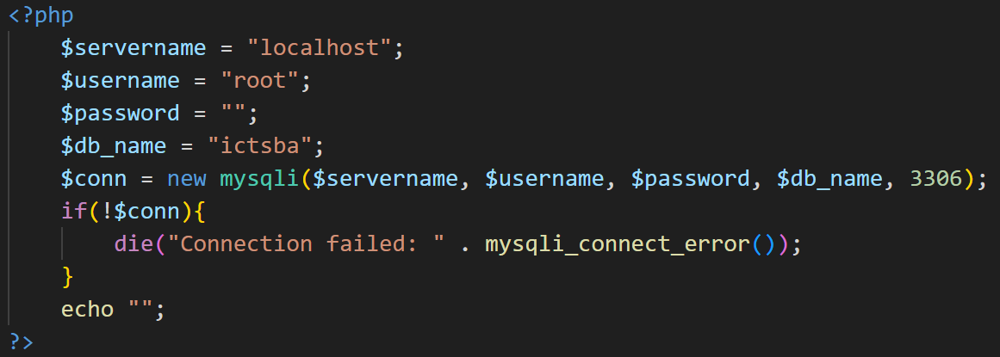 <?php
$servername = "localhost";
$username = "root";
$password = "";
$db_name = "ictsba";
$conn = new mysqli($servername, $username, $password, $db_name, 3306);
if(!$conn){
die("Connection failed: " . mysqli_connect_error());
}
echo "";
?>